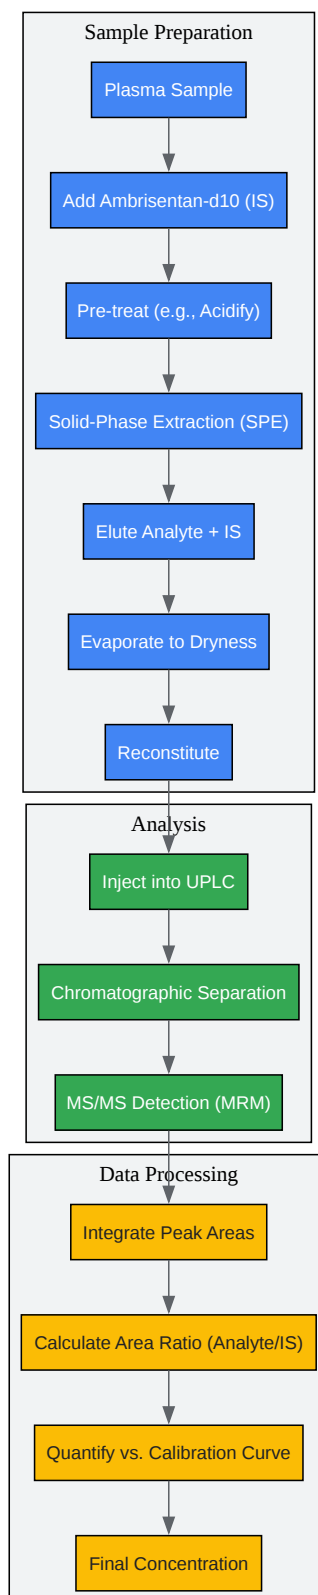 Sample Preparation
Plasma Sample
Add Ambrisentan-d10 (IS)
Pre-treat (e.g., Acidify)
Solid-Phase Extraction (SPE)
Elute Analyte + IS
Evaporate to Dryness
Reconstitute
Analysis
Inject into UPLC
Chromatographic Separation
MS/MS Detection (MRM)
Data Processing
Integrate Peak Areas
Calculate Area Ratio (Analyte/IS)
Quantify vs. Calibration Curve
Final Concentration